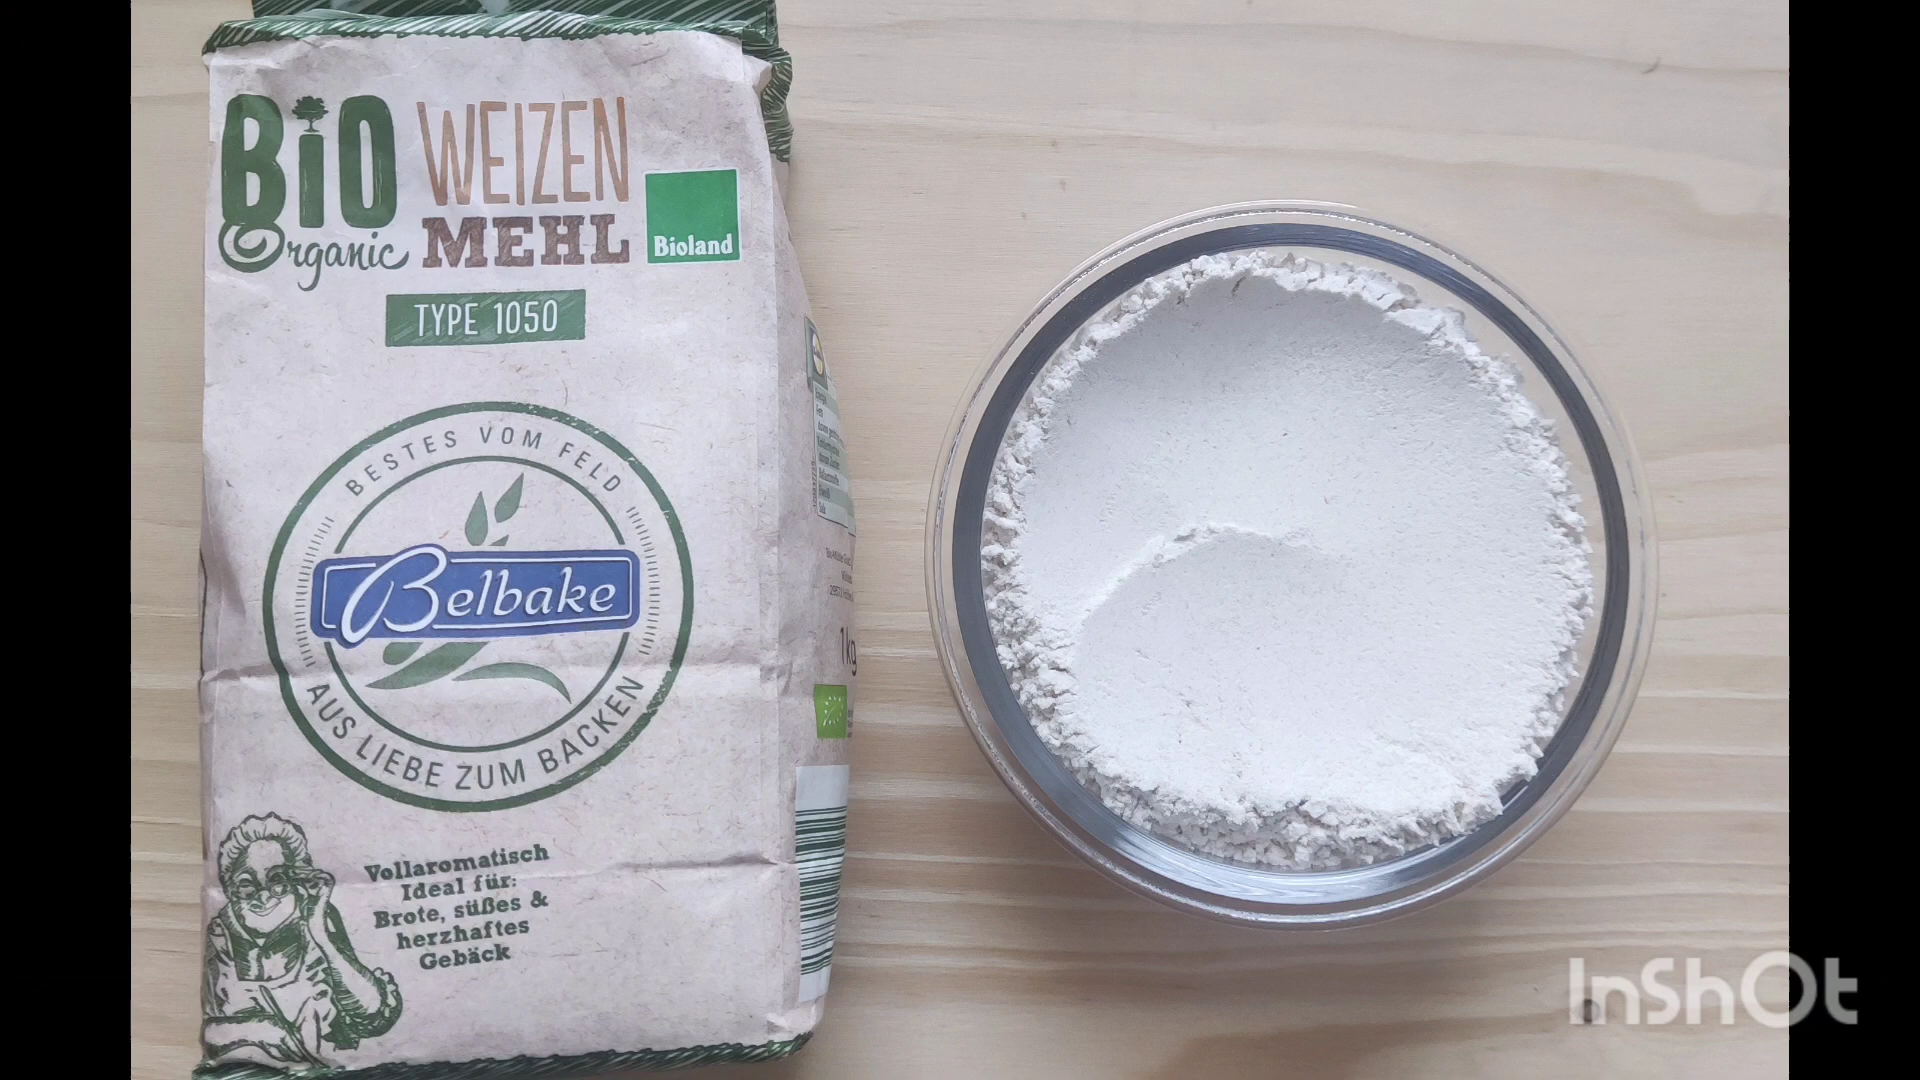 BiO
Organic
WEIZEN
MEHL
Bioland
TYPE 1050
BESTES VOM FELD
Belbake
AUS LIEBE ZUM BACKEN
Vollaromatisch
Ideal für:
Brote, süßes &
herzhaftes
Gebäck
1kg
InShOt